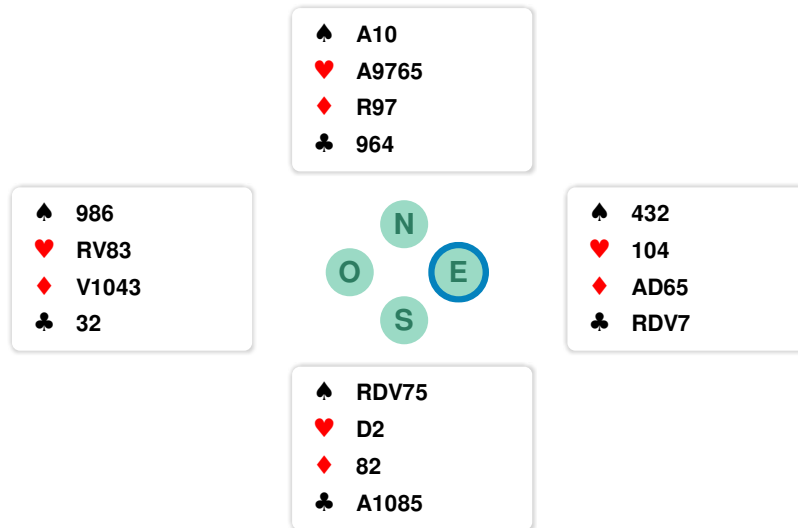 ♠ A10
♥ A9765
♦ R97
♣ 964
♠ 986
♥ RV83
♦ V1043
♣ 32
N
O E
S
♠ 432
♥ 104
♦ AD65
♣ RDV7
♠ RDV75
♥ D2
♦ 82
♣ A1085